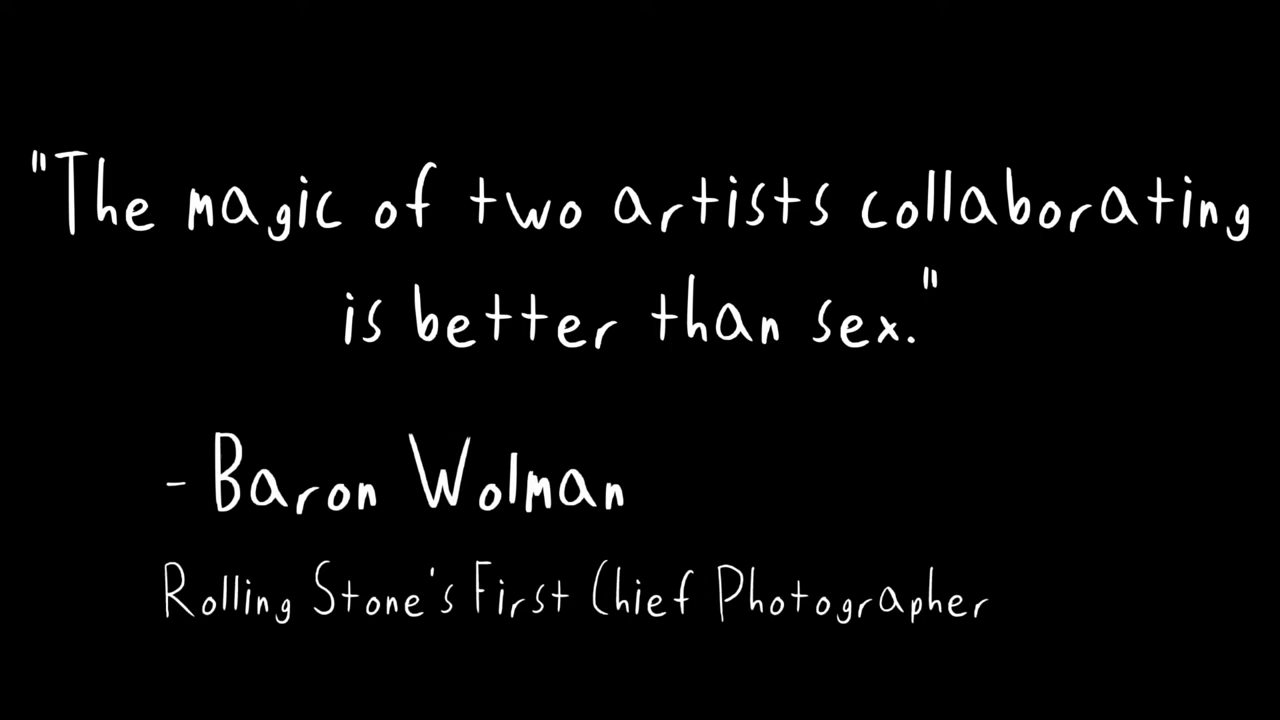 "The magic of two artists collaborating
is better than sex."
- Baron Wolman
Rolling Stone's First Chief Photographer